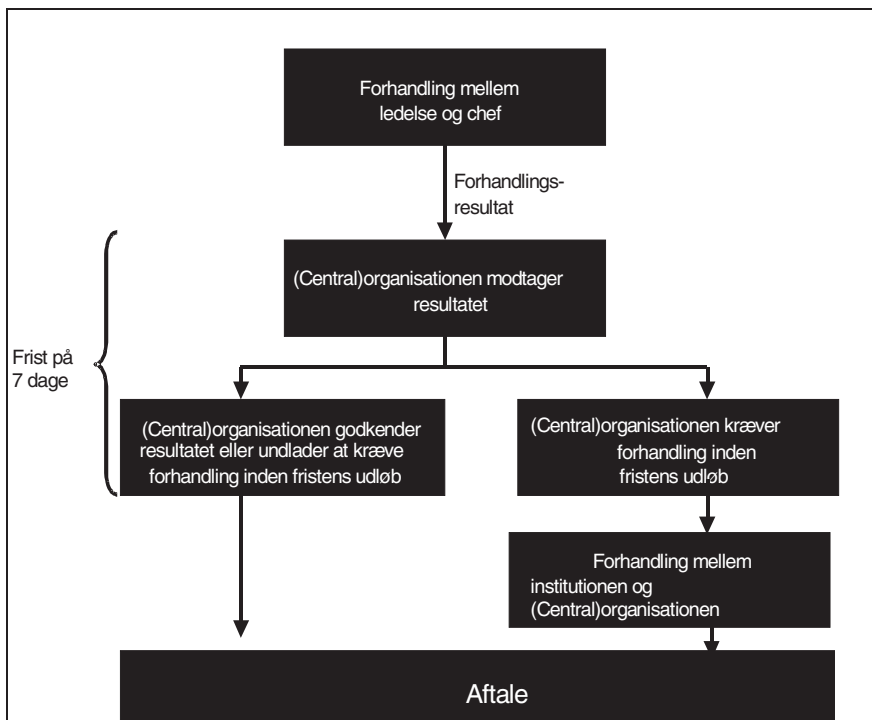 Forhandling mellem
ledelse og chef
Forhandlings-
resultat
(Central)organisationen modtager
resultatet
Frist på
7 dage
(Central)organisationen godkender
resultatet eller undlader at kræve
forhandling inden fristens udløb
(Central)organisationen kræver
forhandling inden
fristens udløb
Forhandling mellem
institutionen og
(Central)organisationen
Aftale